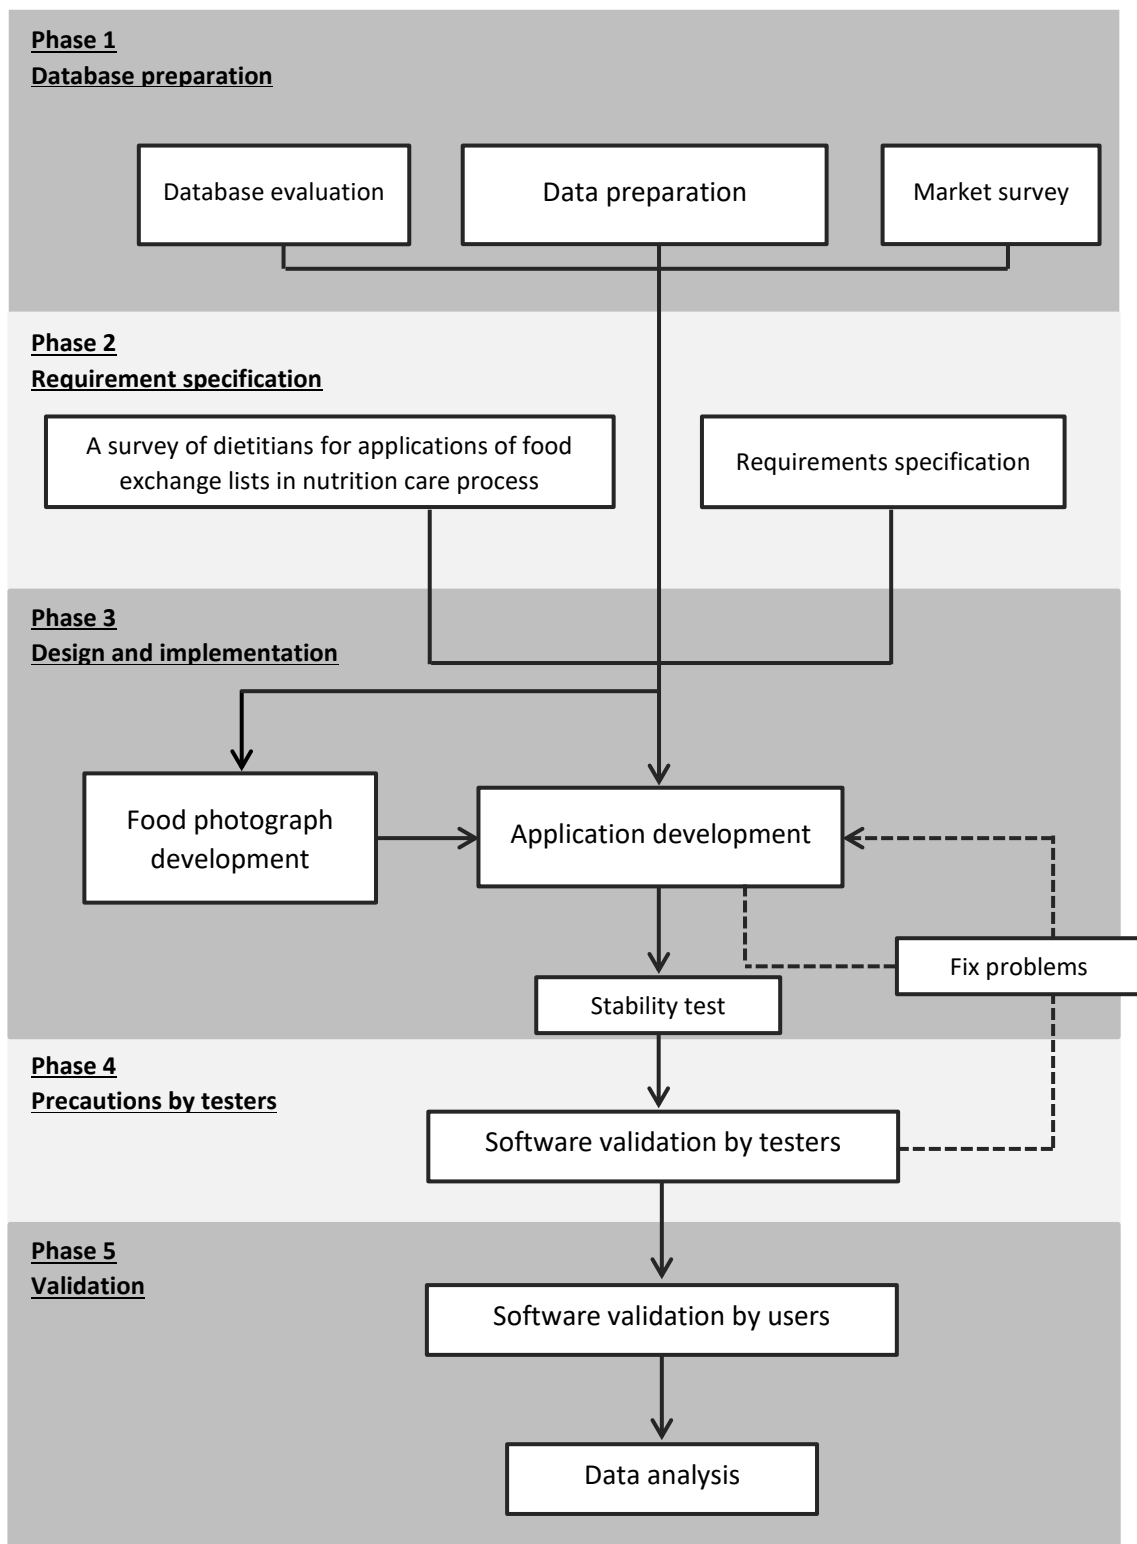 Phase 1
Database preparation
Database evaluation
Data preparation
Market survey
Phase 2
Requirement specification
A survey of dietitians for applications of food
exchange lists in nutrition care process
Requirements specification
Phase 3
Design and implementation
Food photograph
development
Application development
Fix problems
Stability test
Phase 4
Precautions by testers
Software validation by testers
Phase 5
Validation
Software validation by users
Data analysis